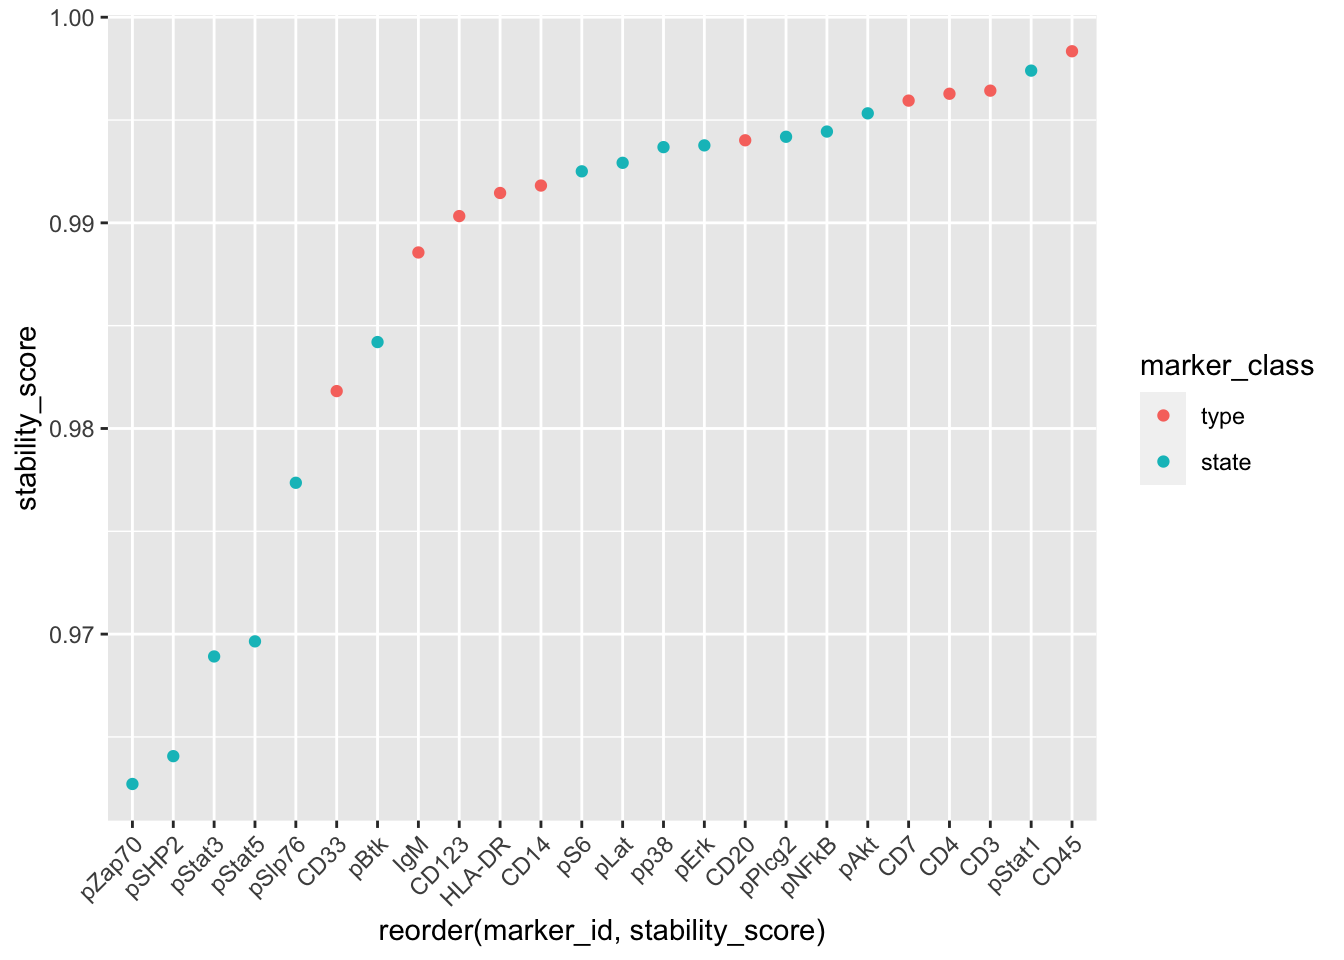 1.00
0.99
0.98
0.97
stability_score
pZap70
pSHP2
pStat3
pStat5
pSlp76
CD33
pBtk
IgM
CD123
HLA-DR
CD14
pS6
pLat
pp38
pErk
CD20
pPlcg2
pNFkB
pAkt
CD7
CD4
CD3
pStat1
CD45
reorder(marker_id, stability_score)
marker_class
type
state